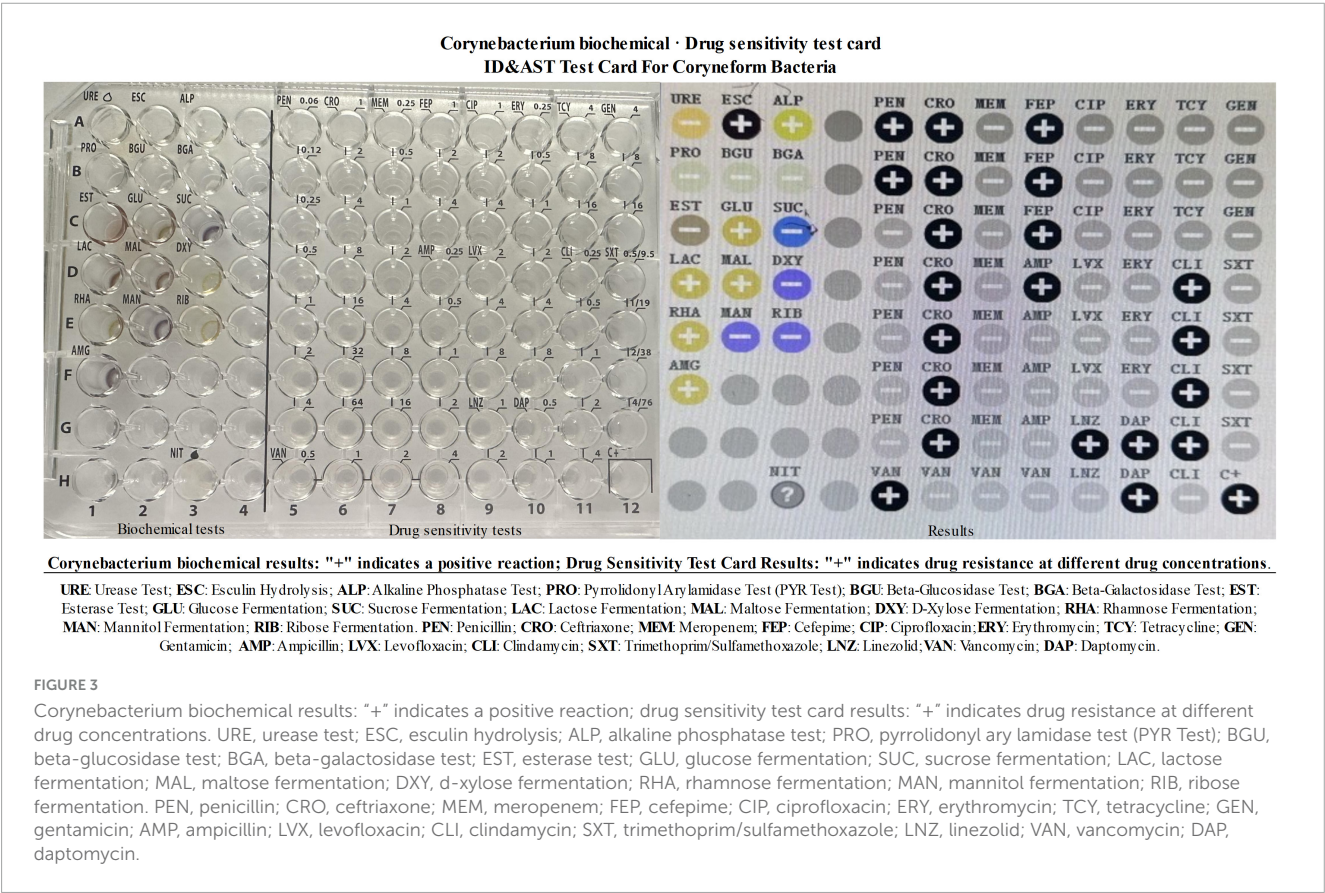 Corynebacterium biochemical · Drug sensitivity test card
ID&AST Test Card For Coryneform Bacteria
URE ESC ALP PEN 0.06 CRO 1 MEM 0.25 FEP 1 CIP 1 ERY 0.25 TCY 4 GEN 4
A
PRO BGU BGA 0.12 2 0.5 2 2 0.5 8 8
B
EST GLU SUC 0.25 4 1 4 4 1 16 16
C
LAC MAL DXY 0.5 8 2 AMP 0.25 LVX 2 2 CLI 0.25 SXT 0.5/9.5
D
RHA MAN RIB 1 16 4 0.5 4 4 0.5 1/19
E
AMG 2 32 8 1 8 8 1 2/38
F
4 64 16 2 LNZ 1 DAP 0.5 2 4/76
G
NIT VAN 0.5 1 2 4 2 1 4 C+
H
1 2 3 4 5 6 7 8 9 10 11 12
Biochemical tests Drug sensitivity tests
URE ESC ALP PEN CRO MEM FEP CIP ERY TCY GEN
− + + + + − + − − − −
PRO BGU BGA PEN CRO MEM FEP CIP ERY TCY GEN
− − − + + − + − − − −
EST GLU SUC PEN CRO MEM FEP CIP ERY TCY GEN
− + − − + − + − − − −
LAC MAL DXY PEN CRO MEM AMP LVX ERY CLI SXT
+ + − − + − + − − + −
RHA MAN RIB PEN CRO MEM AMP LVX ERY CLI SXT
+ − − − + − − − − + −
AMG PEN CRO MEM AMP LVX ERY CLI SXT
+ − + − − − − + −
PEN CRO MEM AMP LNZ DAP CLI SXT
− + − − + + + −
NIT VAN VAN VAN VAN LNZ DAP CLI C+
? + − − − − + − +
Results
Corynebacterium biochemical results: "+" indicates a positive reaction; Drug Sensitivity Test Card Results: "+" indicates drug resistance at different drug concentrations.
URE: Urease Test; ESC: Esculin Hydrolysis; ALP: Alkaline Phosphatase Test; PRO: Pyrrolidonyl Arylamidase Test (PYR Test); BGU: Beta-Glucosidase Test; BGA: Beta-Galactosidase Test; EST:
Esterase Test; GLU: Glucose Fermentation; SUC: Sucrose Fermentation; LAC: Lactose Fermentation; MAL: Maltose Fermentation; DXY: D-Xylose Fermentation; RHA: Rhamnose Fermentation;
MAN: Mannitol Fermentation; RIB: Ribose Fermentation. PEN: Penicillin; CRO: Ceftriaxone; MEM: Meropenem; FEP: Cefepime; CIP: Ciprofloxacin; ERY: Erythromycin; TCY: Tetracycline; GEN:
Gentamicin; AMP: Ampicillin; LVX: Levofloxacin; CLI: Clindamycin; SXT: Trimethoprim/Sulfamethoxazole; LNZ: Linezolid; VAN: Vancomycin; DAP: Daptomycin.
FIGURE 3
Corynebacterium biochemical results: “+” indicates a positive reaction; drug sensitivity test card results: “+” indicates drug resistance at different
drug concentrations. URE, urease test; ESC, esculin hydrolysis; ALP, alkaline phosphatase test; PRO, pyrrolidonyl ary lamidase test (PYR Test); BGU,
beta-glucosidase test; BGA, beta-galactosidase test; EST, esterase test; GLU, glucose fermentation; SUC, sucrose fermentation; LAC, lactose
fermentation; MAL, maltose fermentation; DXY, d-xylose fermentation; RHA, rhamnose fermentation; MAN, mannitol fermentation; RIB, ribose
fermentation. PEN, penicillin; CRO, ceftriaxone; MEM, meropenem; FEP, cefepime; CIP, ciprofloxacin; ERY, erythromycin; TCY, tetracycline; GEN,
gentamicin; AMP, ampicillin; LVX, levofloxacin; CLI, clindamycin; SXT, trimethoprim/sulfamethoxazole; LNZ, linezolid; VAN, vancomycin; DAP,
daptomycin.